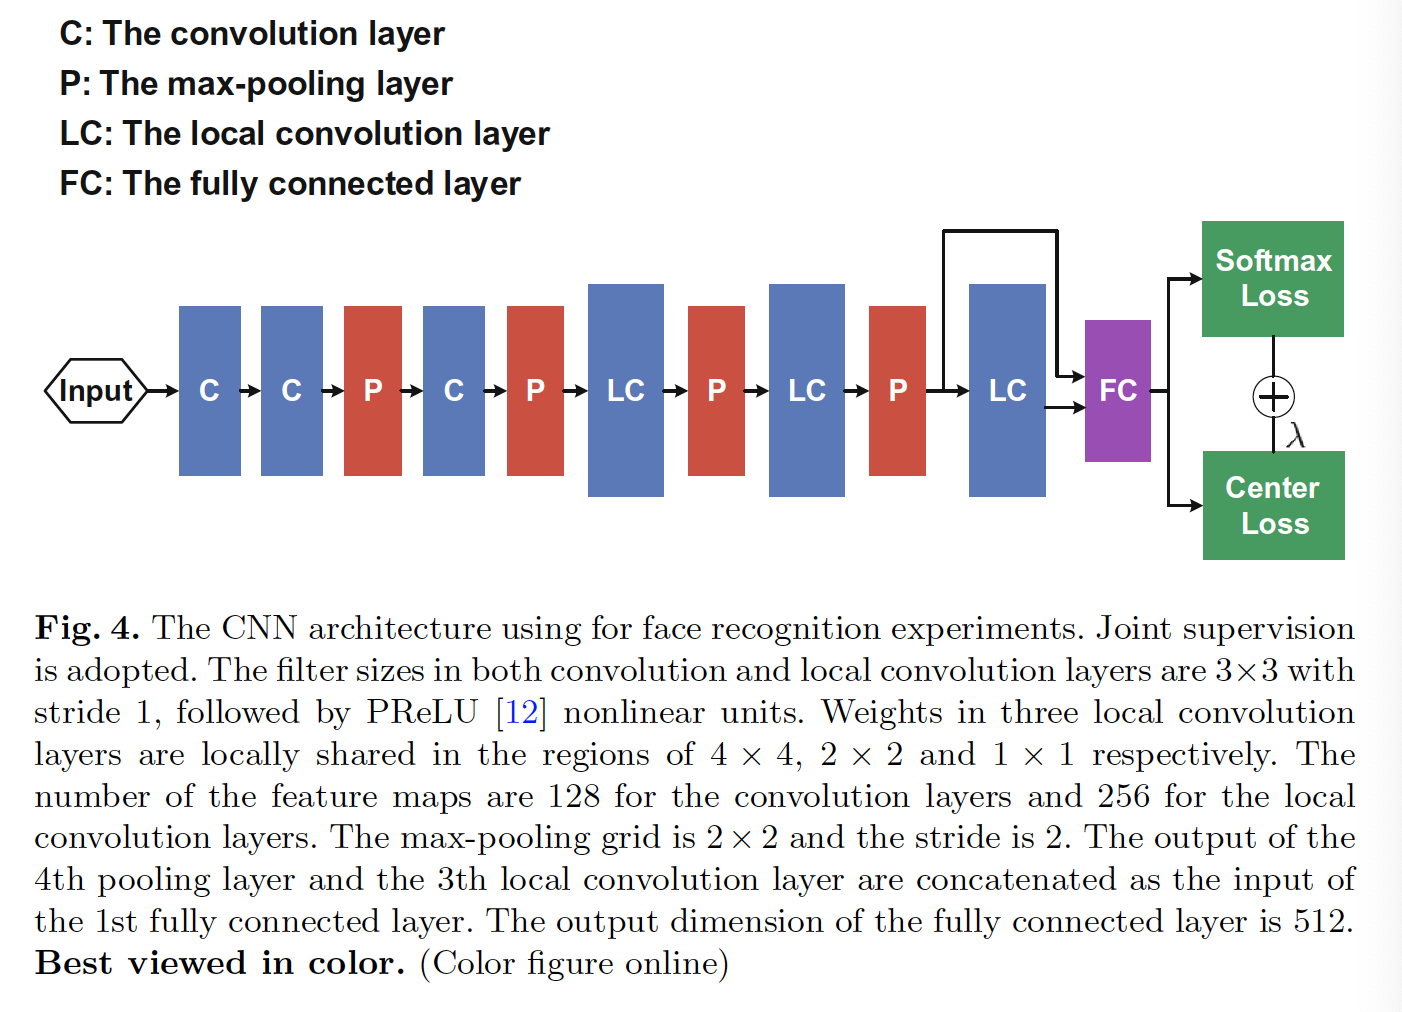 C: The convolution layer
P: The max-pooling layer
LC: The local convolution layer
FC: The fully connected layer
Input C C P C P LC P LC P LC FC
Softmax
Loss
+
λ
Center
Loss
Fig. 4. The CNN architecture using for face recognition experiments. Joint supervision
is adopted. The filter sizes in both convolution and local convolution layers are 3×3 with
stride 1, followed by PReLU [12] nonlinear units. Weights in three local convolution
layers are locally shared in the regions of 4 × 4, 2 × 2 and 1 × 1 respectively. The
number of the feature maps are 128 for the convolution layers and 256 for the local
convolution layers. The max-pooling grid is 2 × 2 and the stride is 2. The output of the
4th pooling layer and the 3th local convolution layer are concatenated as the input of
the 1st fully connected layer. The output dimension of the fully connected layer is 512.
Best viewed in color. (Color figure online)